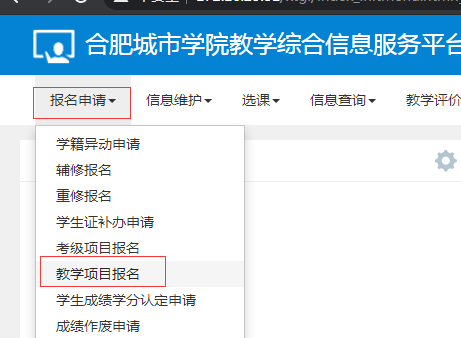 合肥城市学院教学综合信息服务平台
报名申请 信息维护 选课 信息查询 教学评价
学籍异动申请
辅修报名
重修报名
学生证补办申请
考级项目报名
教学项目报名
学生成绩学分认定申请
成绩作废申请